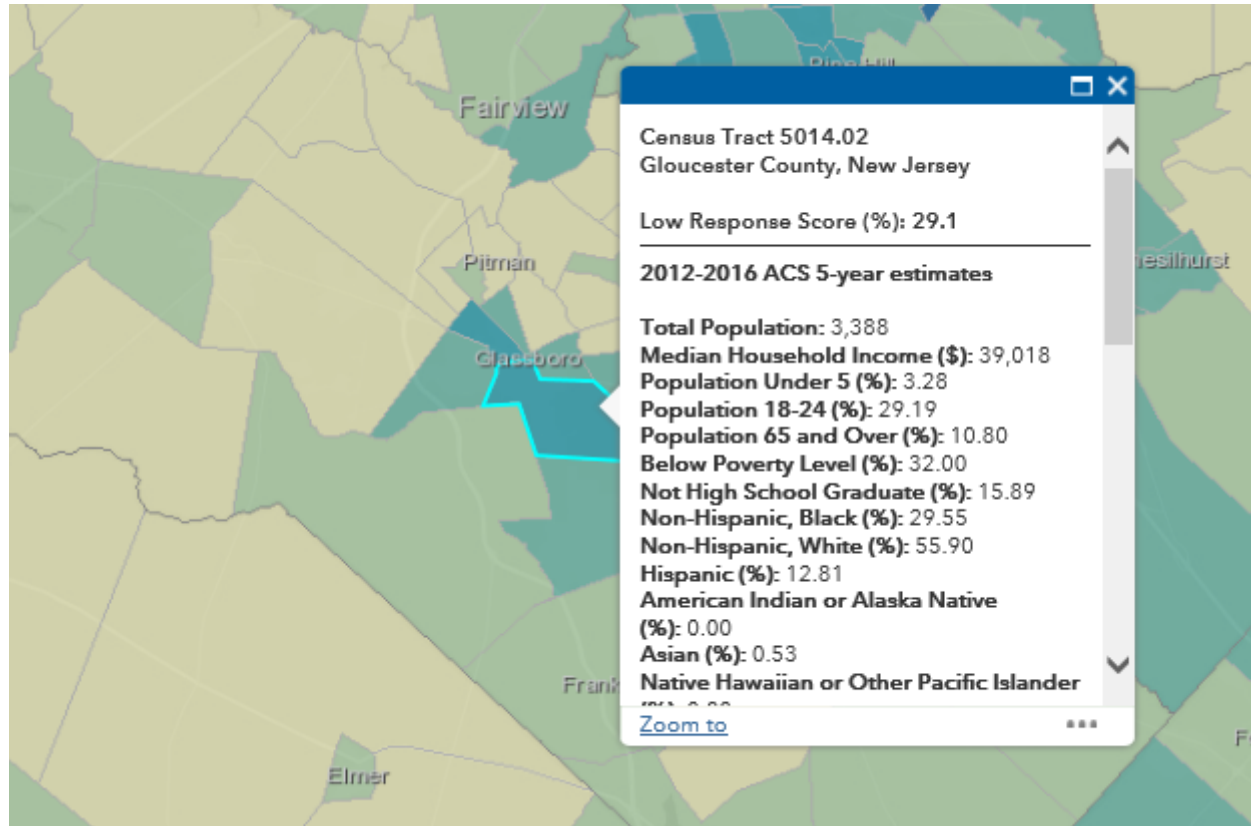 Pine Hill
Fairview
Census Tract 5014.02
Gloucester County, New Jersey
Low Response Score (%): 29.1
Pitman
nesilhurst
2012-2016 ACS 5-year estimates
Total Population: 3,388
Median Household Income ($): 39,018
Glassboro
Population Under 5 (%): 3.28
Population 18-24 (%): 29.19
Population 65 and Over (%): 10.80
Below Poverty Level (%): 32.00
Not High School Graduate (%): 15.89
Non-Hispanic, Black (%): 29.55
Non-Hispanic, White (%): 55.90
Hispanic (%): 12.81
American Indian or Alaska Native
(%): 0.00
Asian (%): 0.53
Frank
Native Hawaiian or Other Pacific Islander
Zoom to
Elmer
F